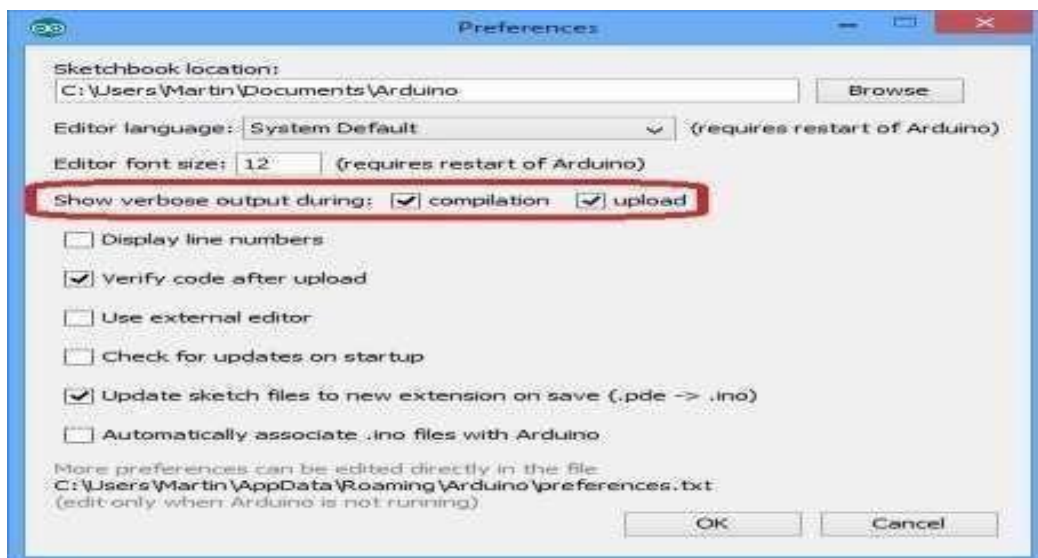 Preferences
Sketchbook location:
C:\Users\Martin\Documents\Arduino
Browse
Editor language: System Default (requires restart of Arduino)
Editor font size: 12 (requires restart of Arduino)
Show verbose output during: compilation upload
Display line numbers
Verify code after upload
Use external editor
Check for updates on startup
Update sketch files to new extension on save (.pde -> .ino)
Automatically associate .ino files with Arduino
More preferences can be edited directly in the file
C:\Users\Martin\AppData\Roaming\Arduino\preferences.txt
(edit only when Arduino is not running)
OK Cancel